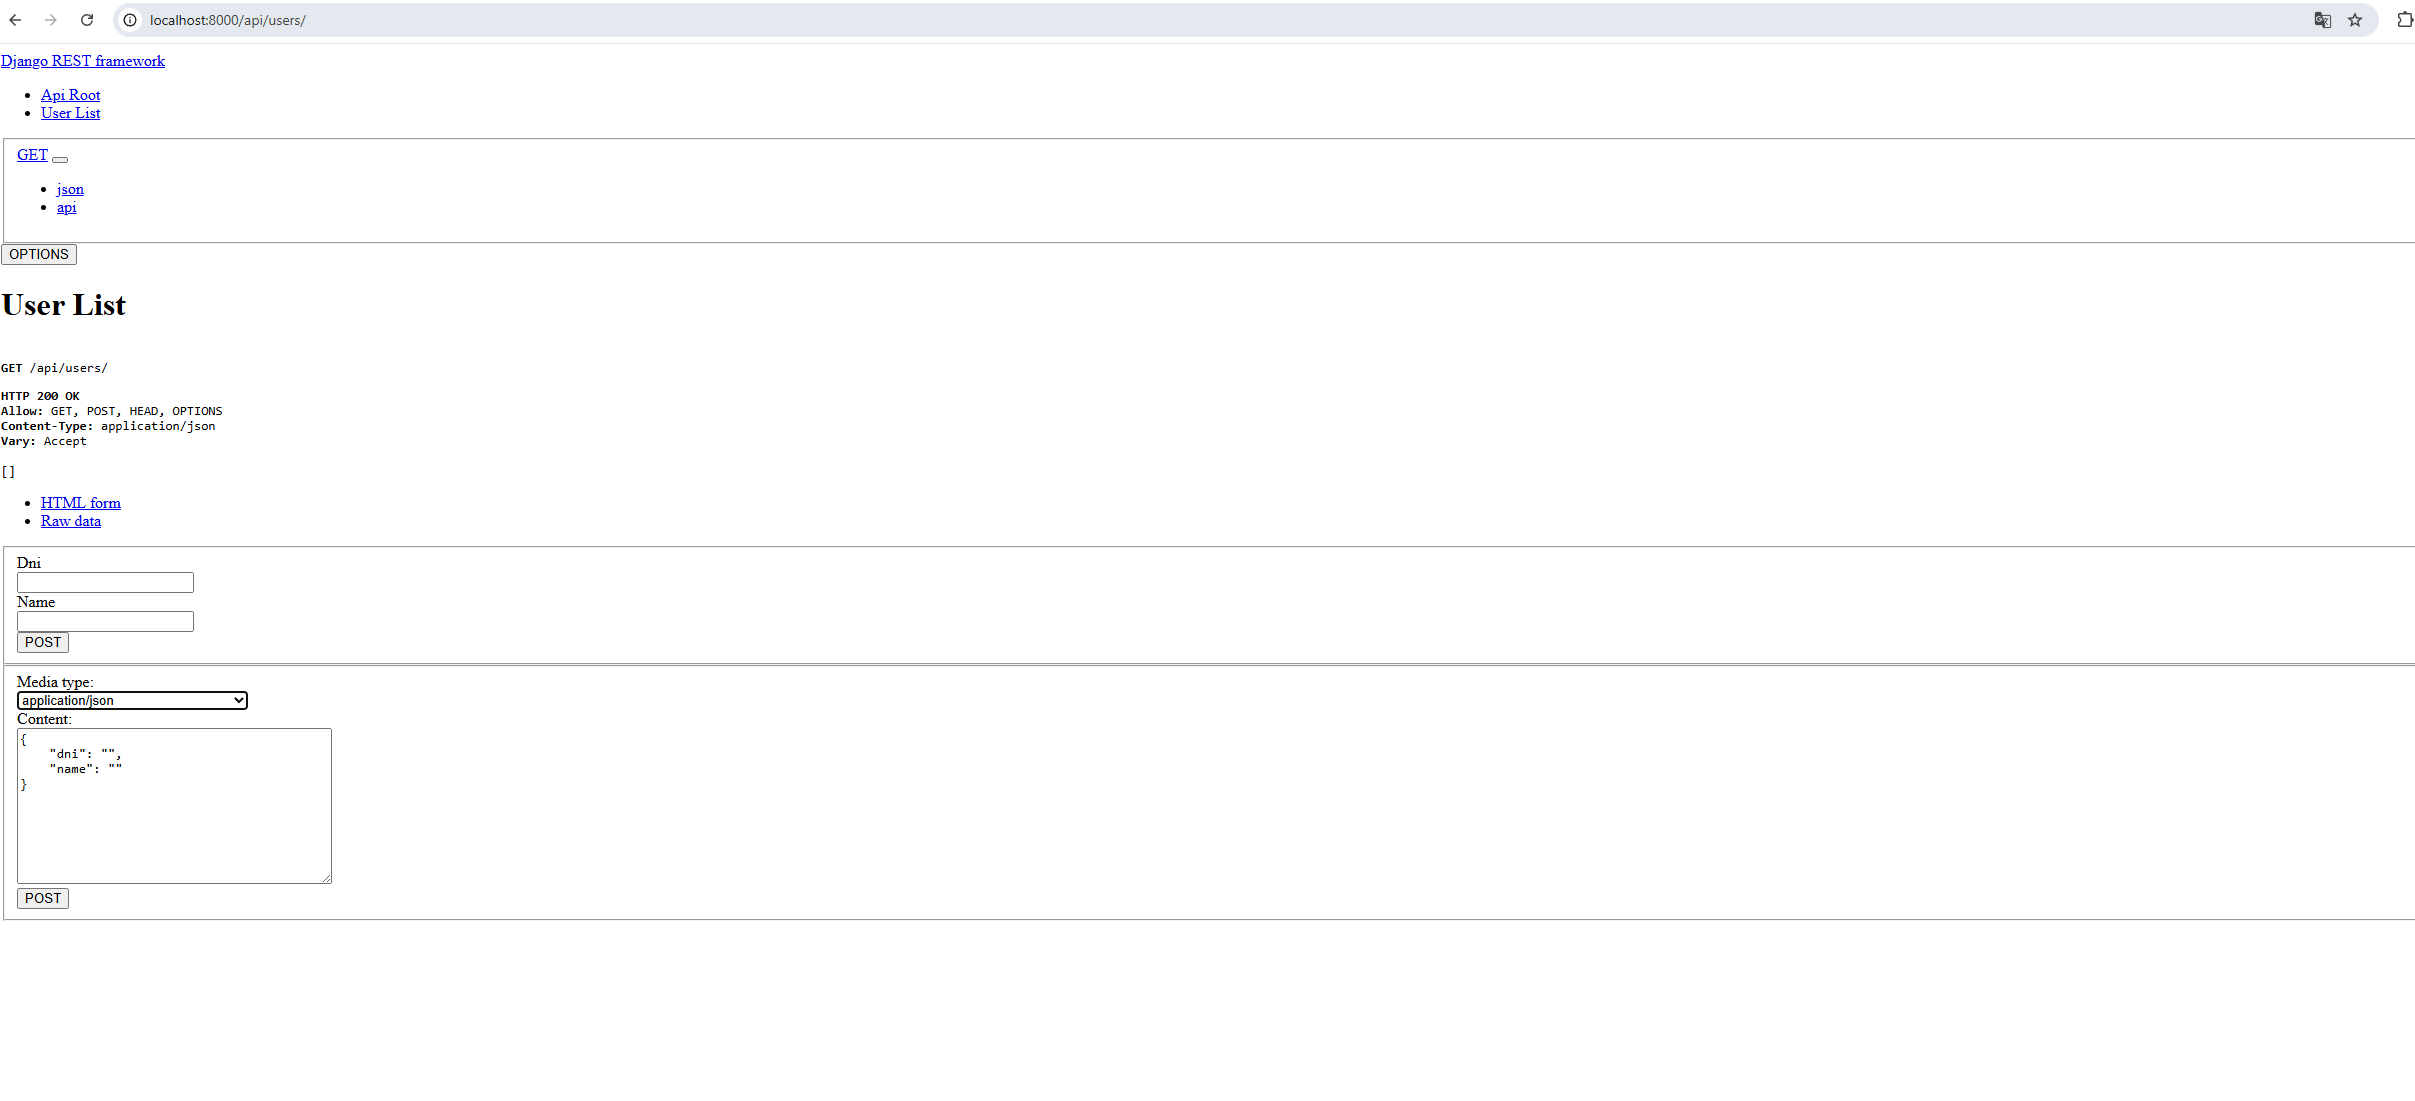 localhost:8000/api/users/
Django REST framework
Api Root
User List
GET
json
api
OPTIONS
User List
GET /api/users/
HTTP 200 OK
Allow: GET, POST, HEAD, OPTIONS
Content-Type: application/json
Vary: Accept
[]
HTML form
Raw data
Dni
Name
POST
Media type:
application/json
Content:
{
    "dni": "",
    "name": ""
}
POST